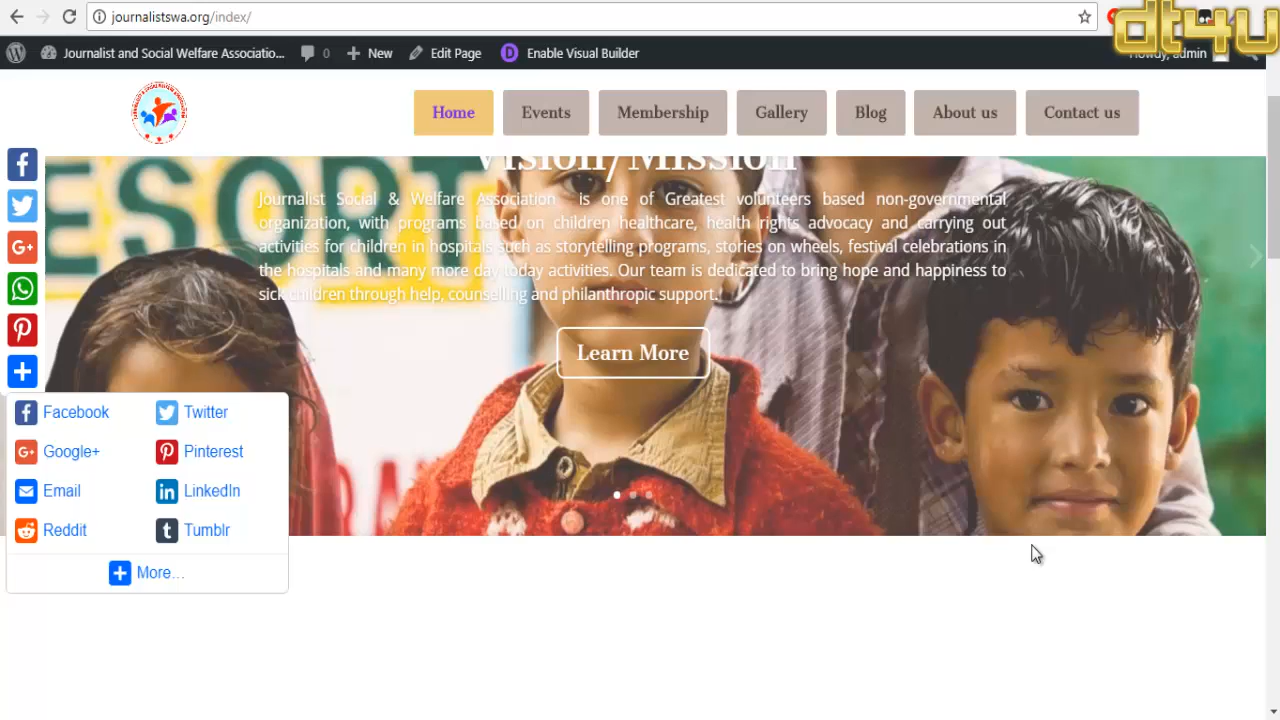 journalistswa.org/index/
DT4U
Journalist and Social Welfare Associatio... 0 New Edit Page Enable Visual Builder Howdy, admin
Home Events Membership Gallery Blog About us Contact us
ESORT
Vision/Mission
Journalist Social & Welfare Association is one of Greatest volunteers based non-governmental
organization, with programs based on children healthcare, health rights advocacy and carrying out
activities for children in hospitals such as storytelling programs, stories on wheels, festival celebrations in
the hospitals and many more day today activities. Our team is dedicated to bring hope and happiness to
sick children through help, counselling and philanthropic support.
Learn More
Facebook Twitter
Google+ Pinterest
Email LinkedIn
Reddit Tumblr
More...